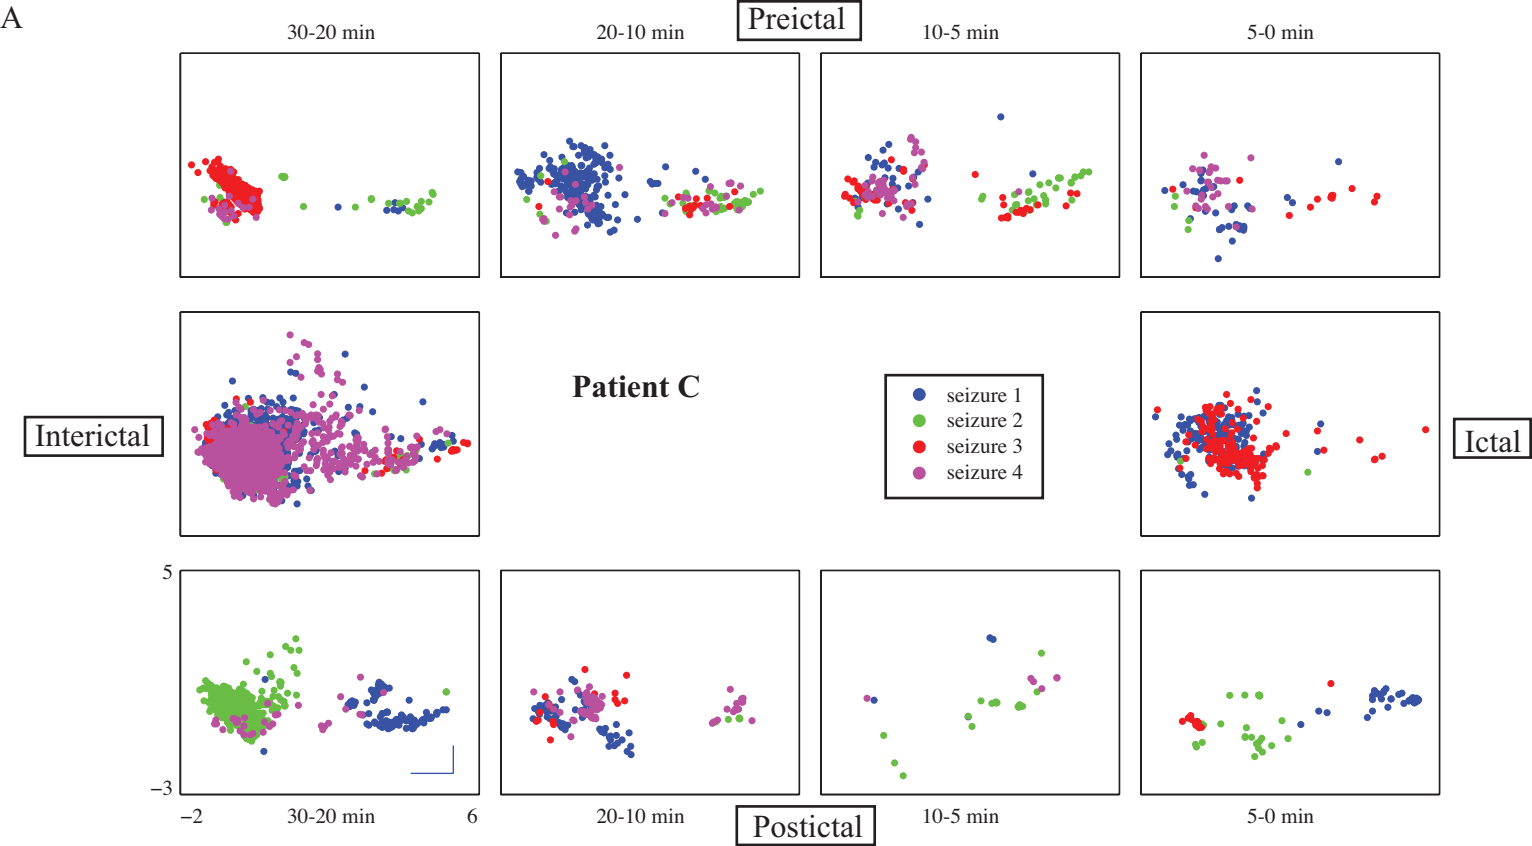 A
Preictal
30-20 min
20-10 min
10-5 min
5-0 min
Interictal
Patient C
seizure 1
seizure 2
seizure 3
seizure 4
Ictal
5
−3
−2
30-20 min
6
20-10 min
10-5 min
5-0 min
Postictal